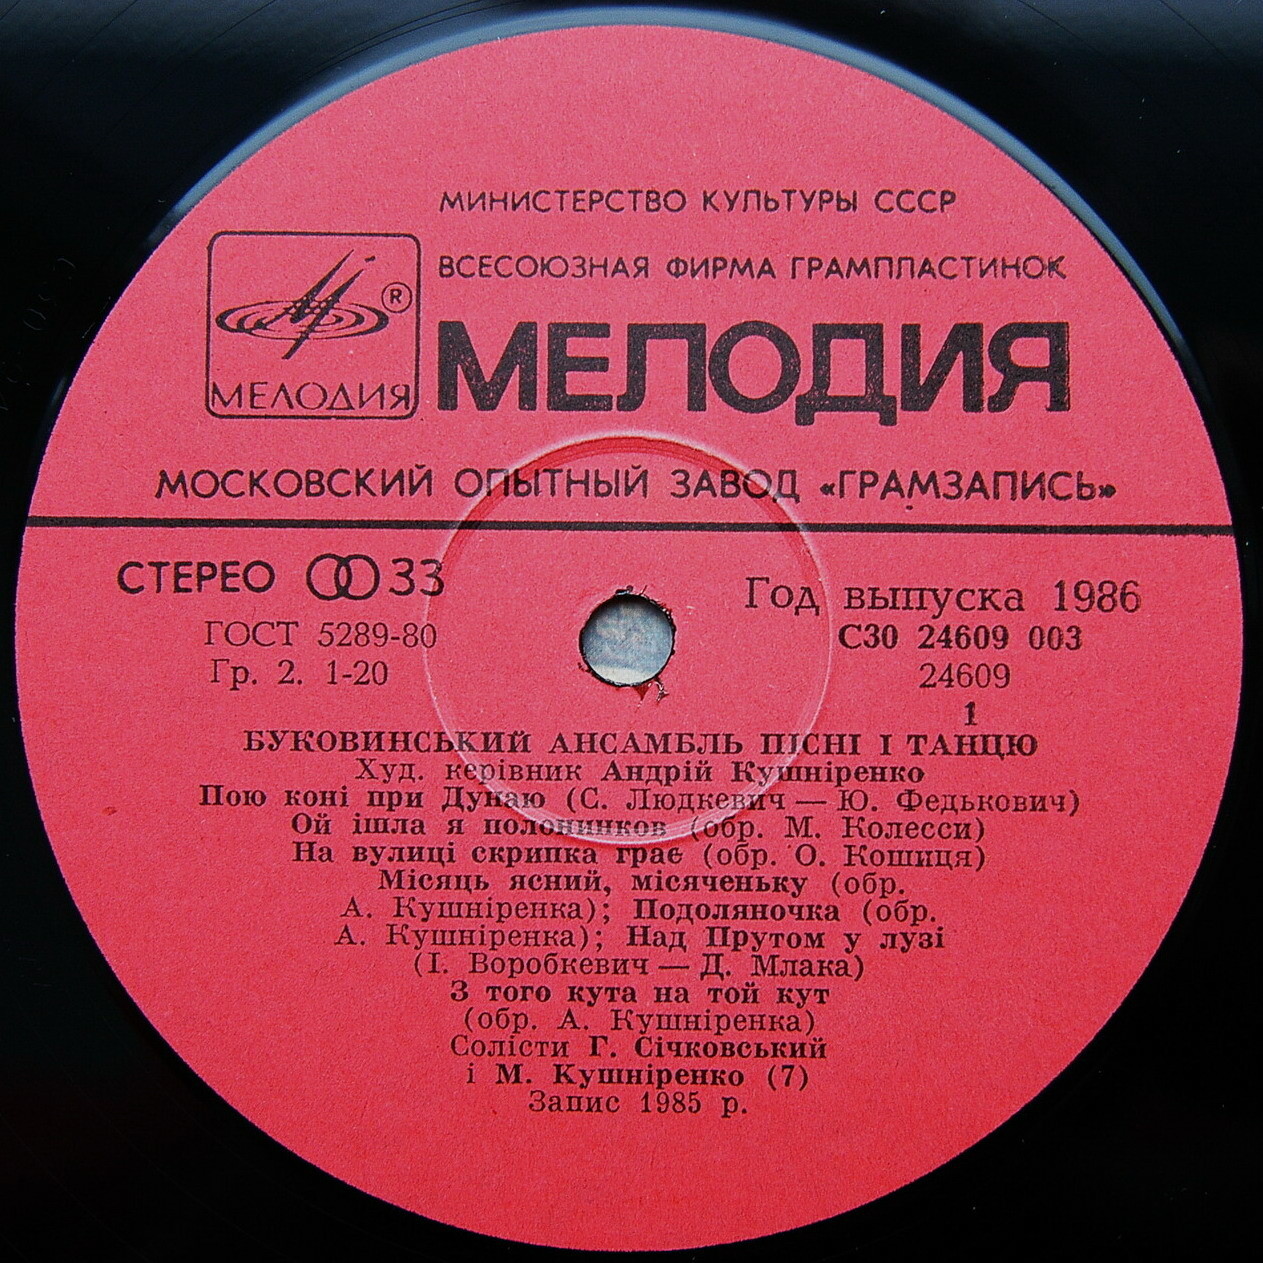 МИНИСТЕРСТВО КУЛЬТУРЫ СССР
ВСЕСОЮЗНАЯ ФИРМА ГРАМПЛАСТИНОК
®
МЕЛОДИЯ
МЕЛОДИЯ
МОСКОВСКИЙ ОПЫТНЫЙ ЗАВОД «ГРАМЗАПИСЬ»
СТЕРЕО 33
ГОСТ 5289-80
Гр. 2. 1-20
Год выпуска 1986
С30 24609 003
24609
1
БУКОВИНСЬКИЙ АНСАМБЛЬ ПІСНІ І ТАНЦЮ
Худ. керівник Андрій Кушніренко
Пою коні при Дунаю (С. Людкевич — Ю. Федькович)
Ой ішла я полонинков (обр. М. Колесси)
На вулиці скрипка грає (обр. О. Кошиця)
Місяць ясний, місяченьку (обр.
А. Кушніренка); Подоляночка (обр.
А. Кушніренка); Над Прутом у лузі
(І. Воробкевич — Д. Млака)
З того кута на той кут
(обр. А. Кушніренка)
Солісти Г. Січковський
і М. Кушніренко (7)
Запис 1985 р.